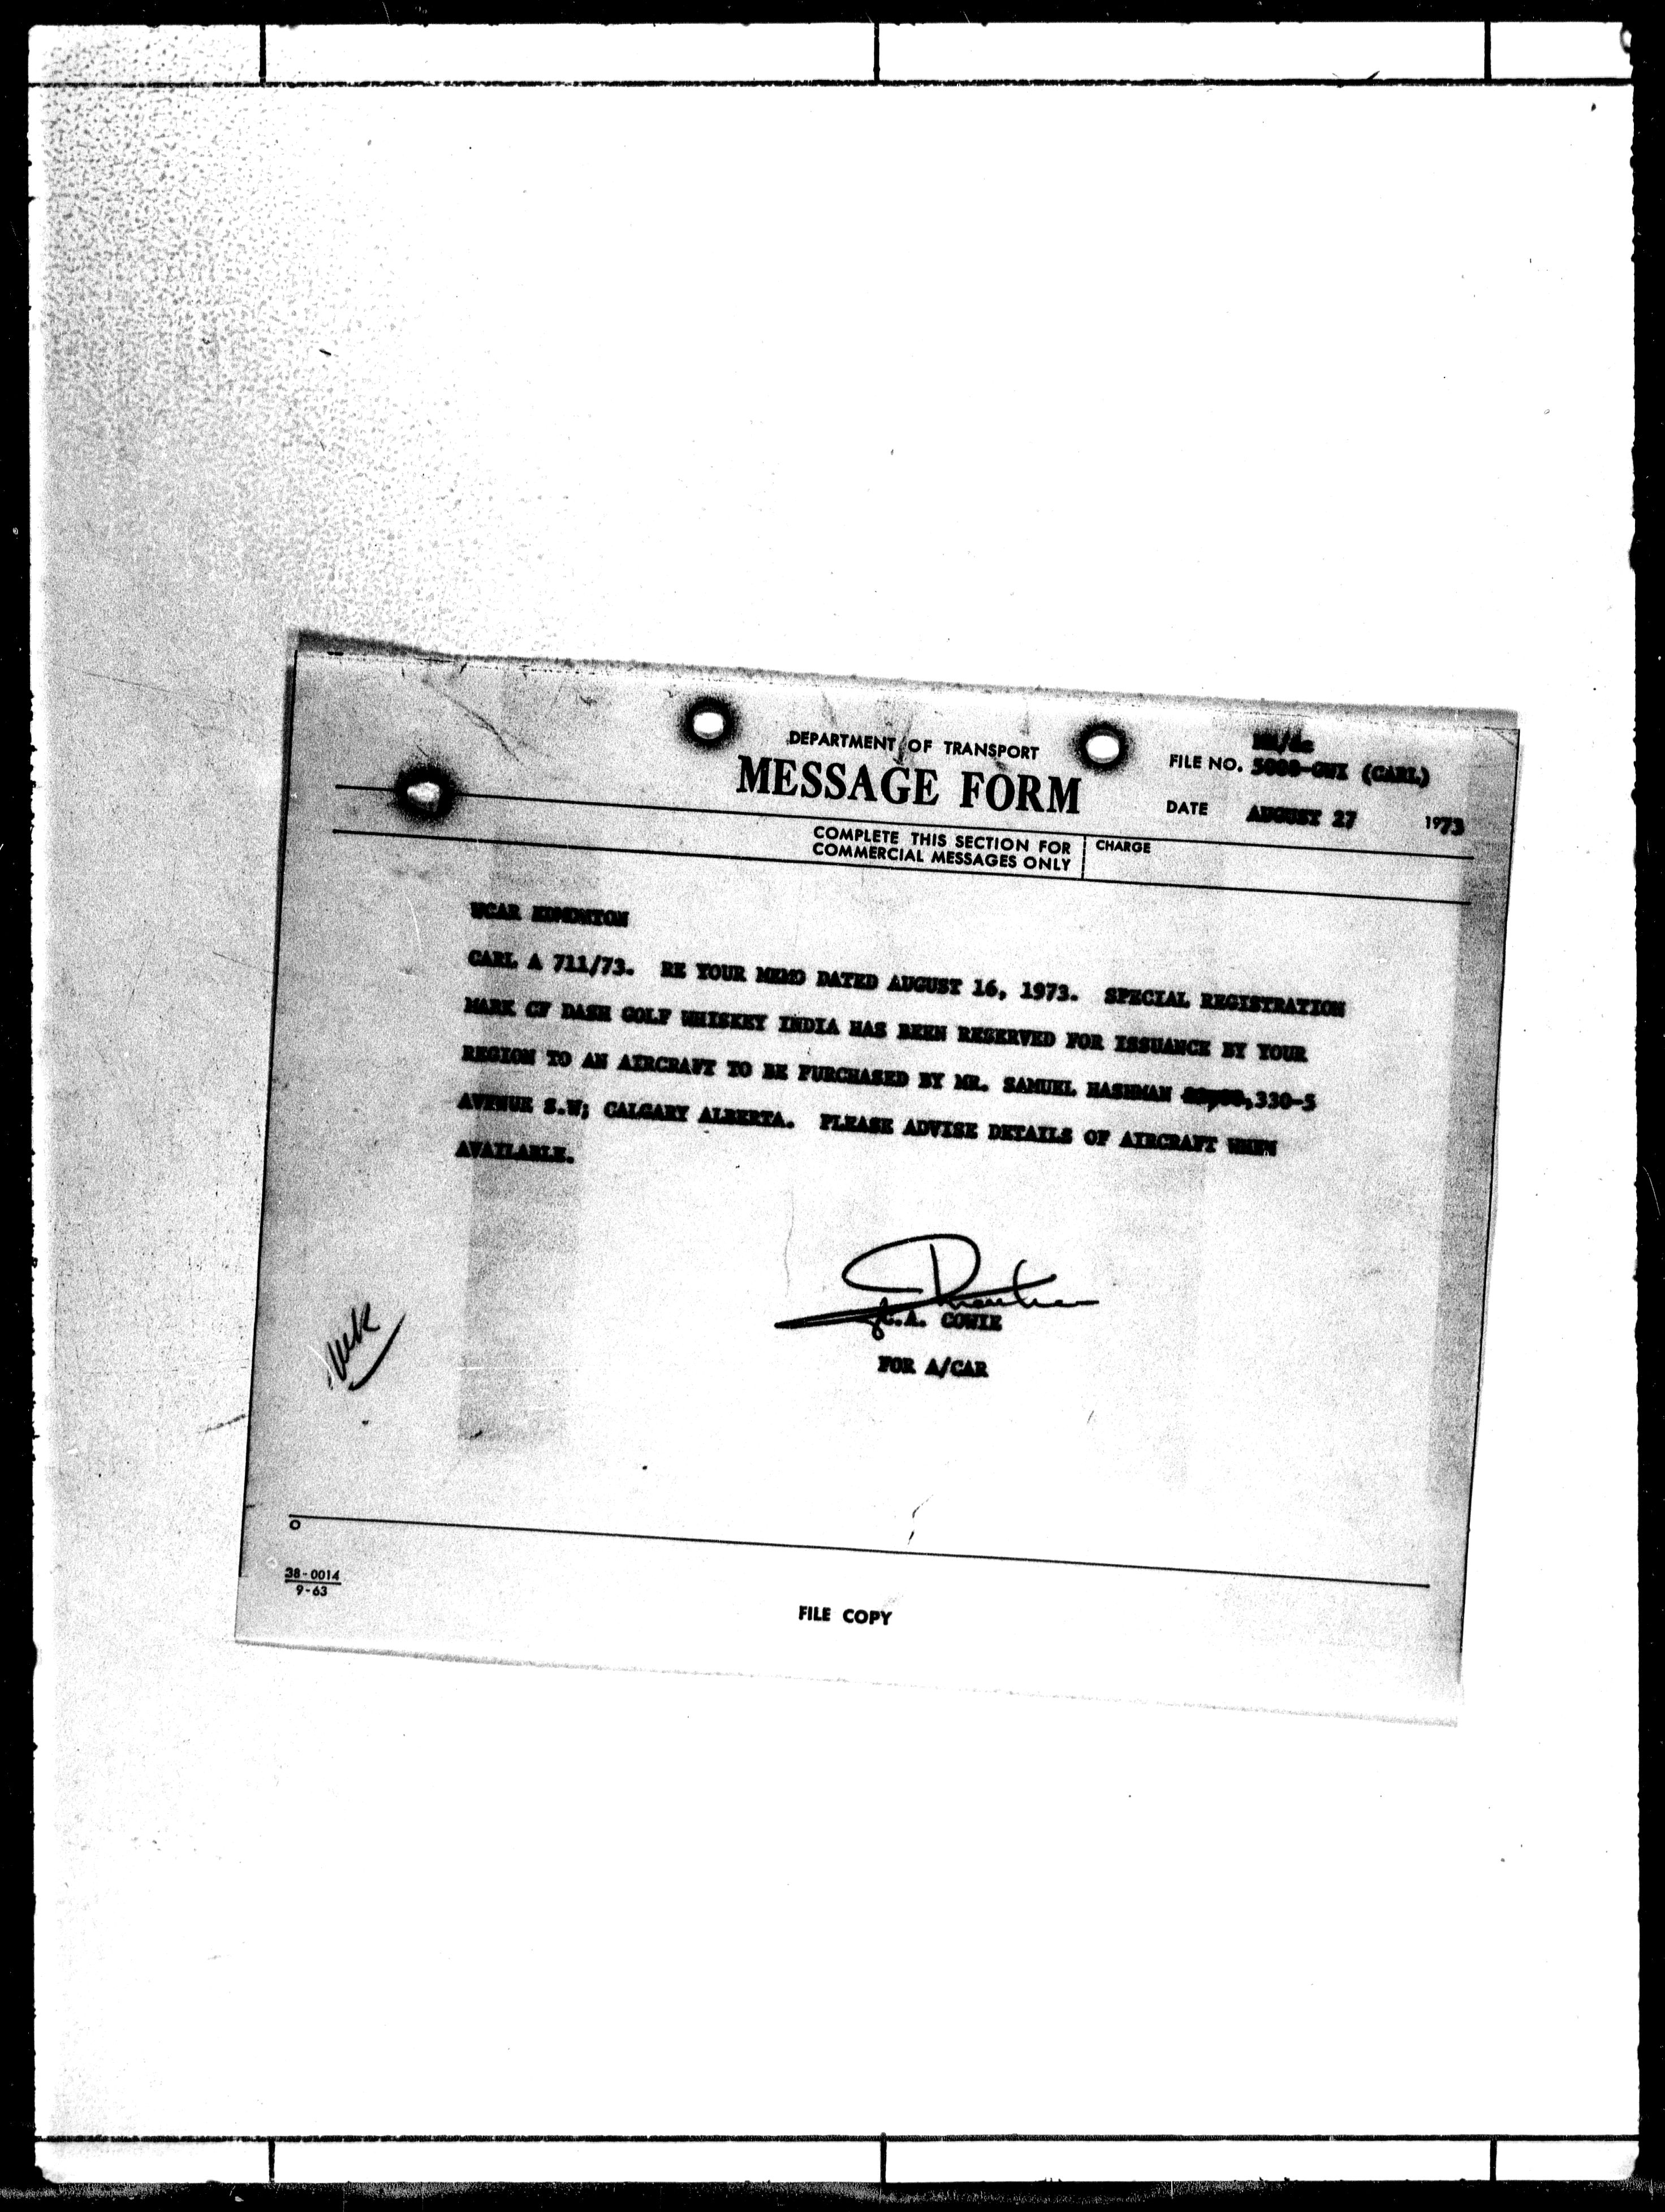 DEPARTMENT OF TRANSPORT
MESSAGE FORM
FILE NO. 5008-GWI (CARL)
DATE AUGUST 27 1973
COMPLETE THIS SECTION FOR
COMMERCIAL MESSAGES ONLY
CHARGE
WCAR EDMONTON
CARL A 711/73. RE YOUR MEMO DATED AUGUST 16, 1973. SPECIAL REGISTRATION
MARK CF DASH GOLF WHISKEY INDIA HAS BEEN RESERVED FOR ISSUANCE BY YOUR
REGION TO AN AIRCRAFT TO BE PURCHASED BY MR. SAMUEL HASHMAN 330-5
AVENUE S.W; CALGARY ALBERTA. PLEASE ADVISE DETAILS OF AIRCRAFT WHEN
AVAILABLE.
C.A. COWIE
FOR A/CAR
38-0014
9-63
FILE COPY